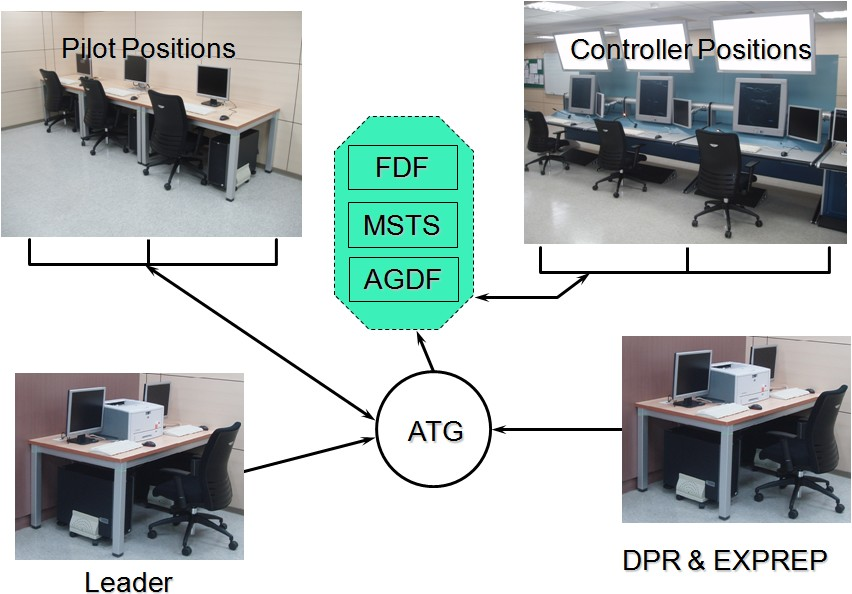 Pilot Positions
Controller Positions
FDF
MSTS
AGDF
ATG
Leader
DPR & EXPREP